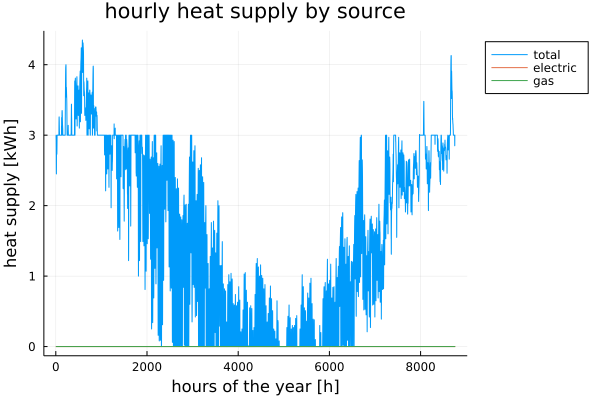 hourly heat supply by source
heat supply [kWh]
4
3
2
1
0
0 2000 4000 6000 8000
hours of the year [h]
total
electric
gas